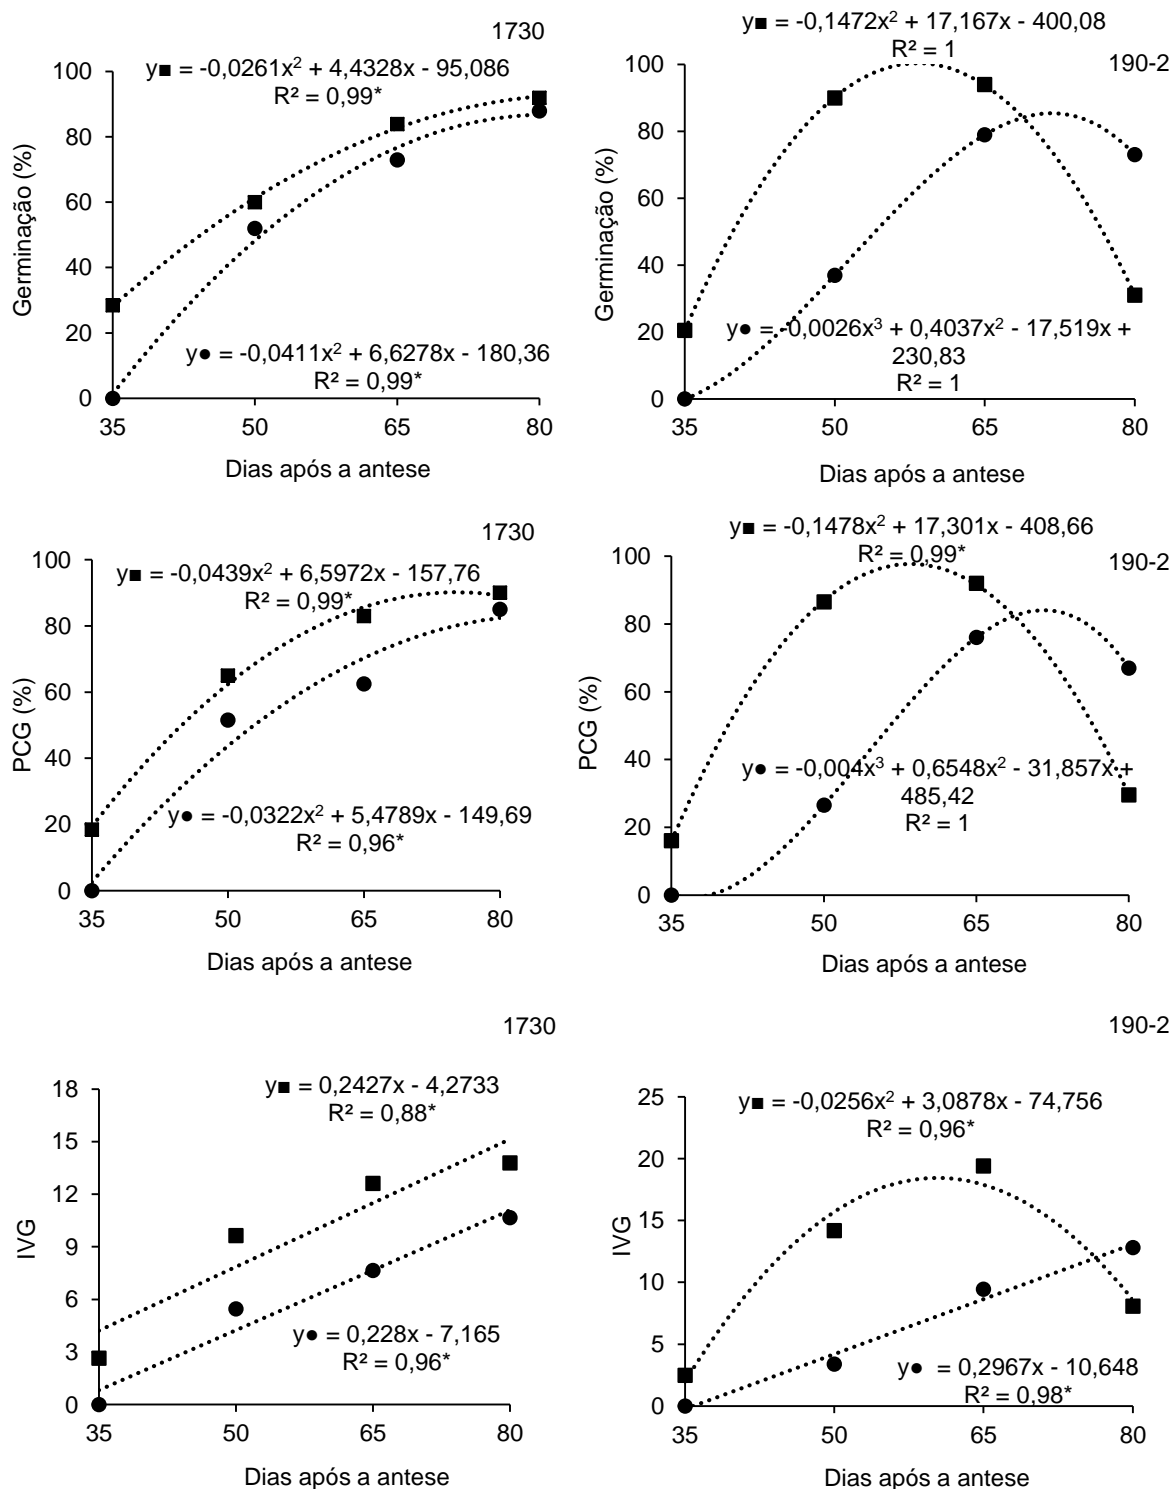 1730
y■ = -0,0261x² + 4,4328x - 95,086
R² = 0,99*
100
80
60
40
20
0
Germinação (%)
y● = -0,0411x² + 6,6278x - 180,36
R² = 0,99*
35 50 65 80
Dias após a antese
y■ = -0,1472x² + 17,167x - 400,08
R² = 1
190-2
100
80
60
40
20
0
Germinação (%)
y● = -0,0026x³ + 0,4037x² - 17,519x +
230,83
R² = 1
35 50 65 80
Dias após a antese
1730
y■ = -0,0439x² + 6,5972x - 157,76
R² = 0,99*
100
80
60
40
20
0
PCG (%)
y● = -0,0322x² + 5,4789x - 149,69
R² = 0,96*
35 50 65 80
Dias após a antese
y■ = -0,1478x² + 17,301x - 408,66
R² = 0,99*
190-2
100
80
60
40
20
0
PCG (%)
y● = -0,004x³ + 0,6548x² - 31,857x +
485,42
R² = 1
35 50 65 80
Dias após a antese
1730
y■ = 0,2427x - 4,2733
R² = 0,88*
18
15
12
9
6
3
0
IVG
y● = 0,228x - 7,165
R² = 0,96*
35 50 65 80
Dias após a antese
190-2
y■ = -0,0256x² + 3,0878x - 74,756
R² = 0,96*
25
20
15
10
5
0
IVG
y● = 0,2967x - 10,648
R² = 0,98*
35 50 65 80
Dias após a antese